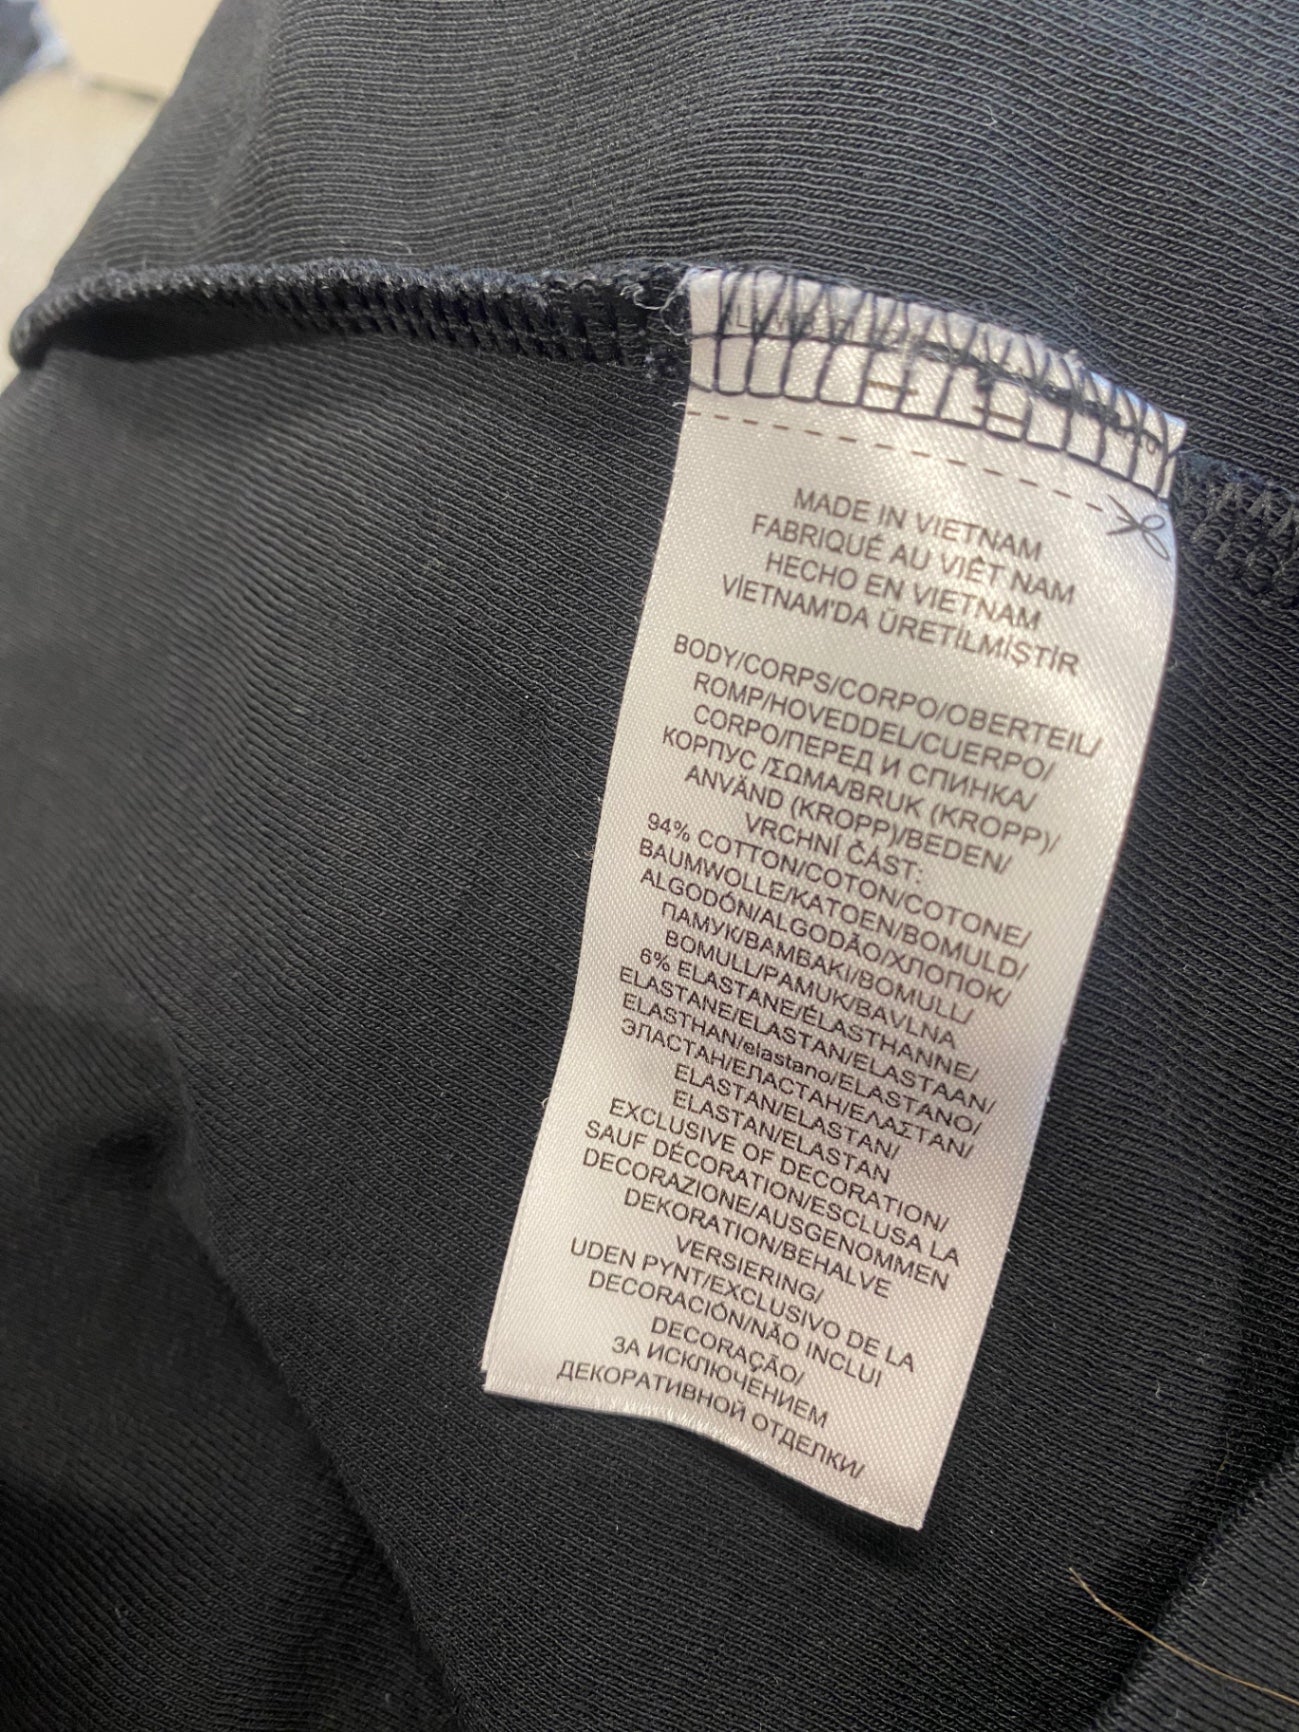 MADE IN VIETNAM
FABRIQUÉ AU VIÊT NAM
HECHO EN VIETNAM
VİETNAM'DA ÜRETİLMİŞTİR
BODY/CORPS/CORPO/OBERTEIL/
ROMP/HOVEDDEL/CUERPO/
CORPO/ПЕРЕД И СПИНКА/
КОРПУС /ΣΩΜΑ/BRUK (KROPP)/
ANVÄND (KROPP)/BEDEN/
VRCHNÍ ČÁST:
94% COTTON/COTON/COTONE/
BAUMWOLLE/KATOEN/BOMULD/
ALGODÓN/ALGODÃO/ХЛОПОК/
ПАМУК/ΒΑΜΒΑΚΙ/BOMULL/
BOMULL/PAMUK/BAVLNA
6% ELASTANE/ÉLASTHANNE/
ELASTANE/ELASTAN/ELASTAAN/
ELASTHAN/elastano/ELASTANO/
ЭЛАСТАН/ЕЛАСТАН/ΕΛΑΣΤΑΝ/
ELASTAN/ELASTAN/
ELASTAN/ELASTAN
EXCLUSIVE OF DECORATION/
SAUF DÉCORATION/ESCLUSA LA
DECORAZIONE/AUSGENOMMEN
DEKORATION/BEHALVE
VERSIERING/
UDEN PYNT/EXCLUSIVO DE LA
DECORACIÓN/NÃO INCLUI
DECORAÇÃO/
ЗА ИСКЛЮЧЕНИЕМ
ДЕКОРАТИВНОЙ ОТДЕЛКИ/